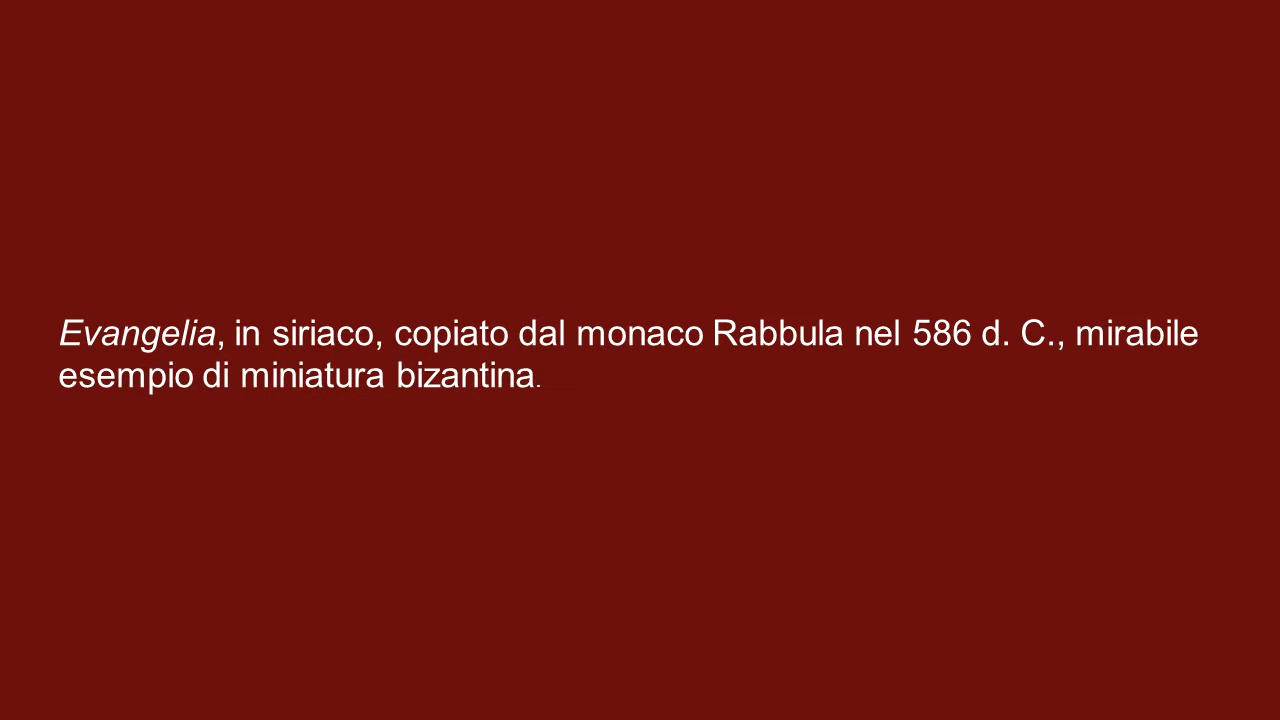 Evangelia, in siriaco, copiato dal monaco Rabbula nel 586 d. C., mirabile
esempio di miniatura bizantina.